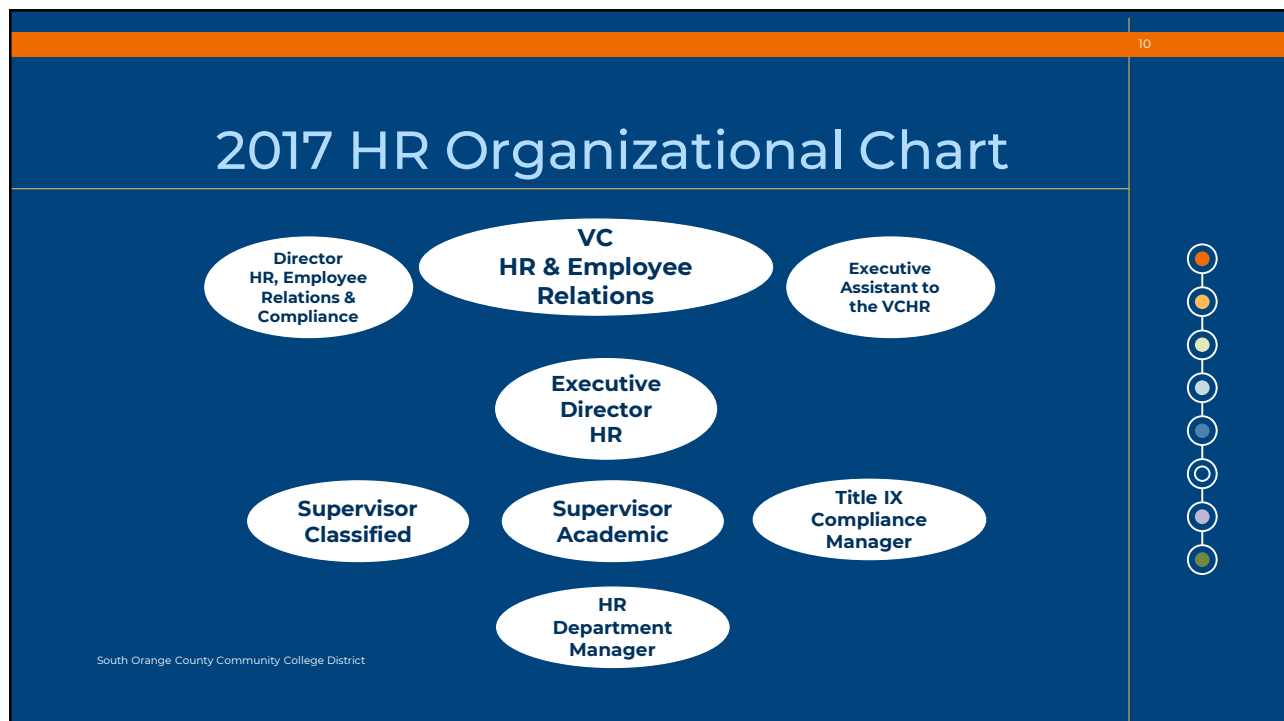 10
2017 HR Organizational Chart
Director
HR, Employee
Relations &
Compliance
VC
HR & Employee
Relations
Executive
Assistant to
the VCHR
Executive
Director
HR
Supervisor
Classified
Supervisor
Academic
Title IX
Compliance
Manager
HR
Department
Manager
South Orange County Community College District